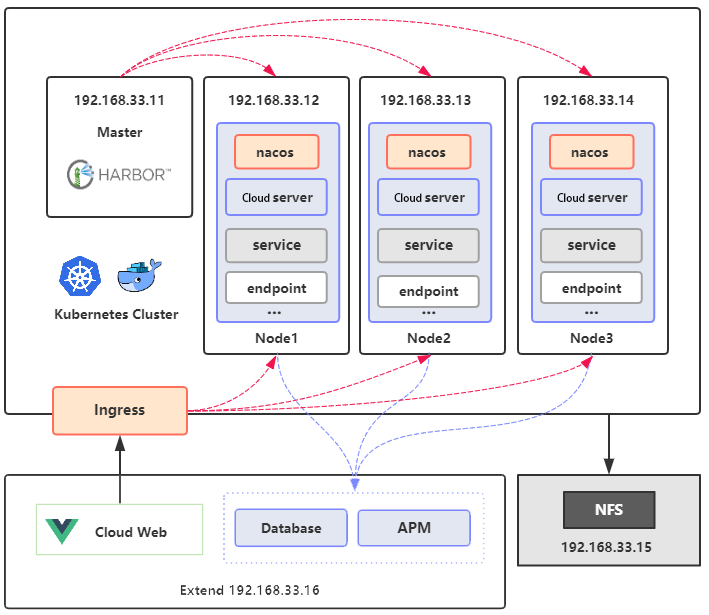 192.168.33.11
Master
HARBOR™
192.168.33.12
nacos
Cloud server
service
endpoint
...
Node1
192.168.33.13
nacos
Cloud server
service
endpoint
...
Node2
192.168.33.14
nacos
Cloud server
service
endpoint
...
Node3
Kubernetes Cluster
Ingress
Cloud Web
Database
APM
Extend 192.168.33.16
NFS
192.168.33.15